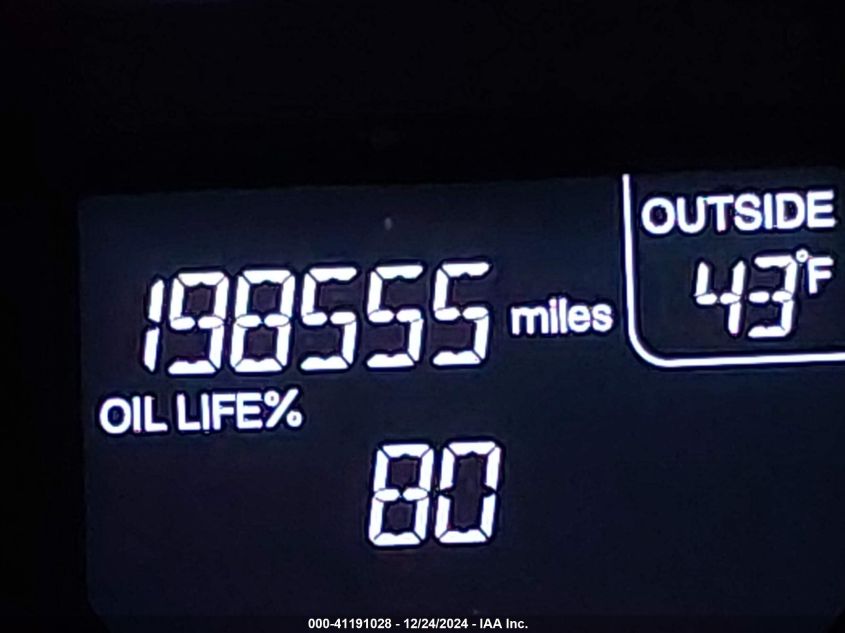 OUTSIDE
43°F
198555 miles
OIL LIFE%
80
000-41191028 - 12/24/2024 - IAA Inc.